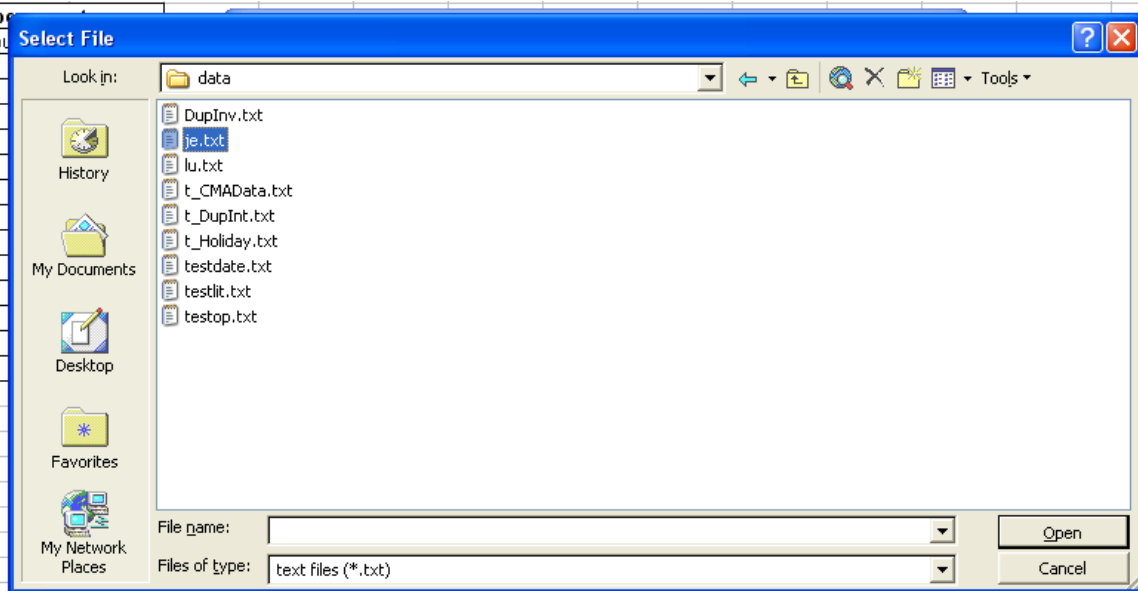 Select File
Look in:
data
Tools
DupInv.txt
je.txt
lu.txt
t_CMAData.txt
t_DupInt.txt
t_Holiday.txt
testdate.txt
testlit.txt
testop.txt
History
My Documents
Desktop
Favorites
My Network
Places
File name:
Open
Files of type:
text files (*.txt)
Cancel